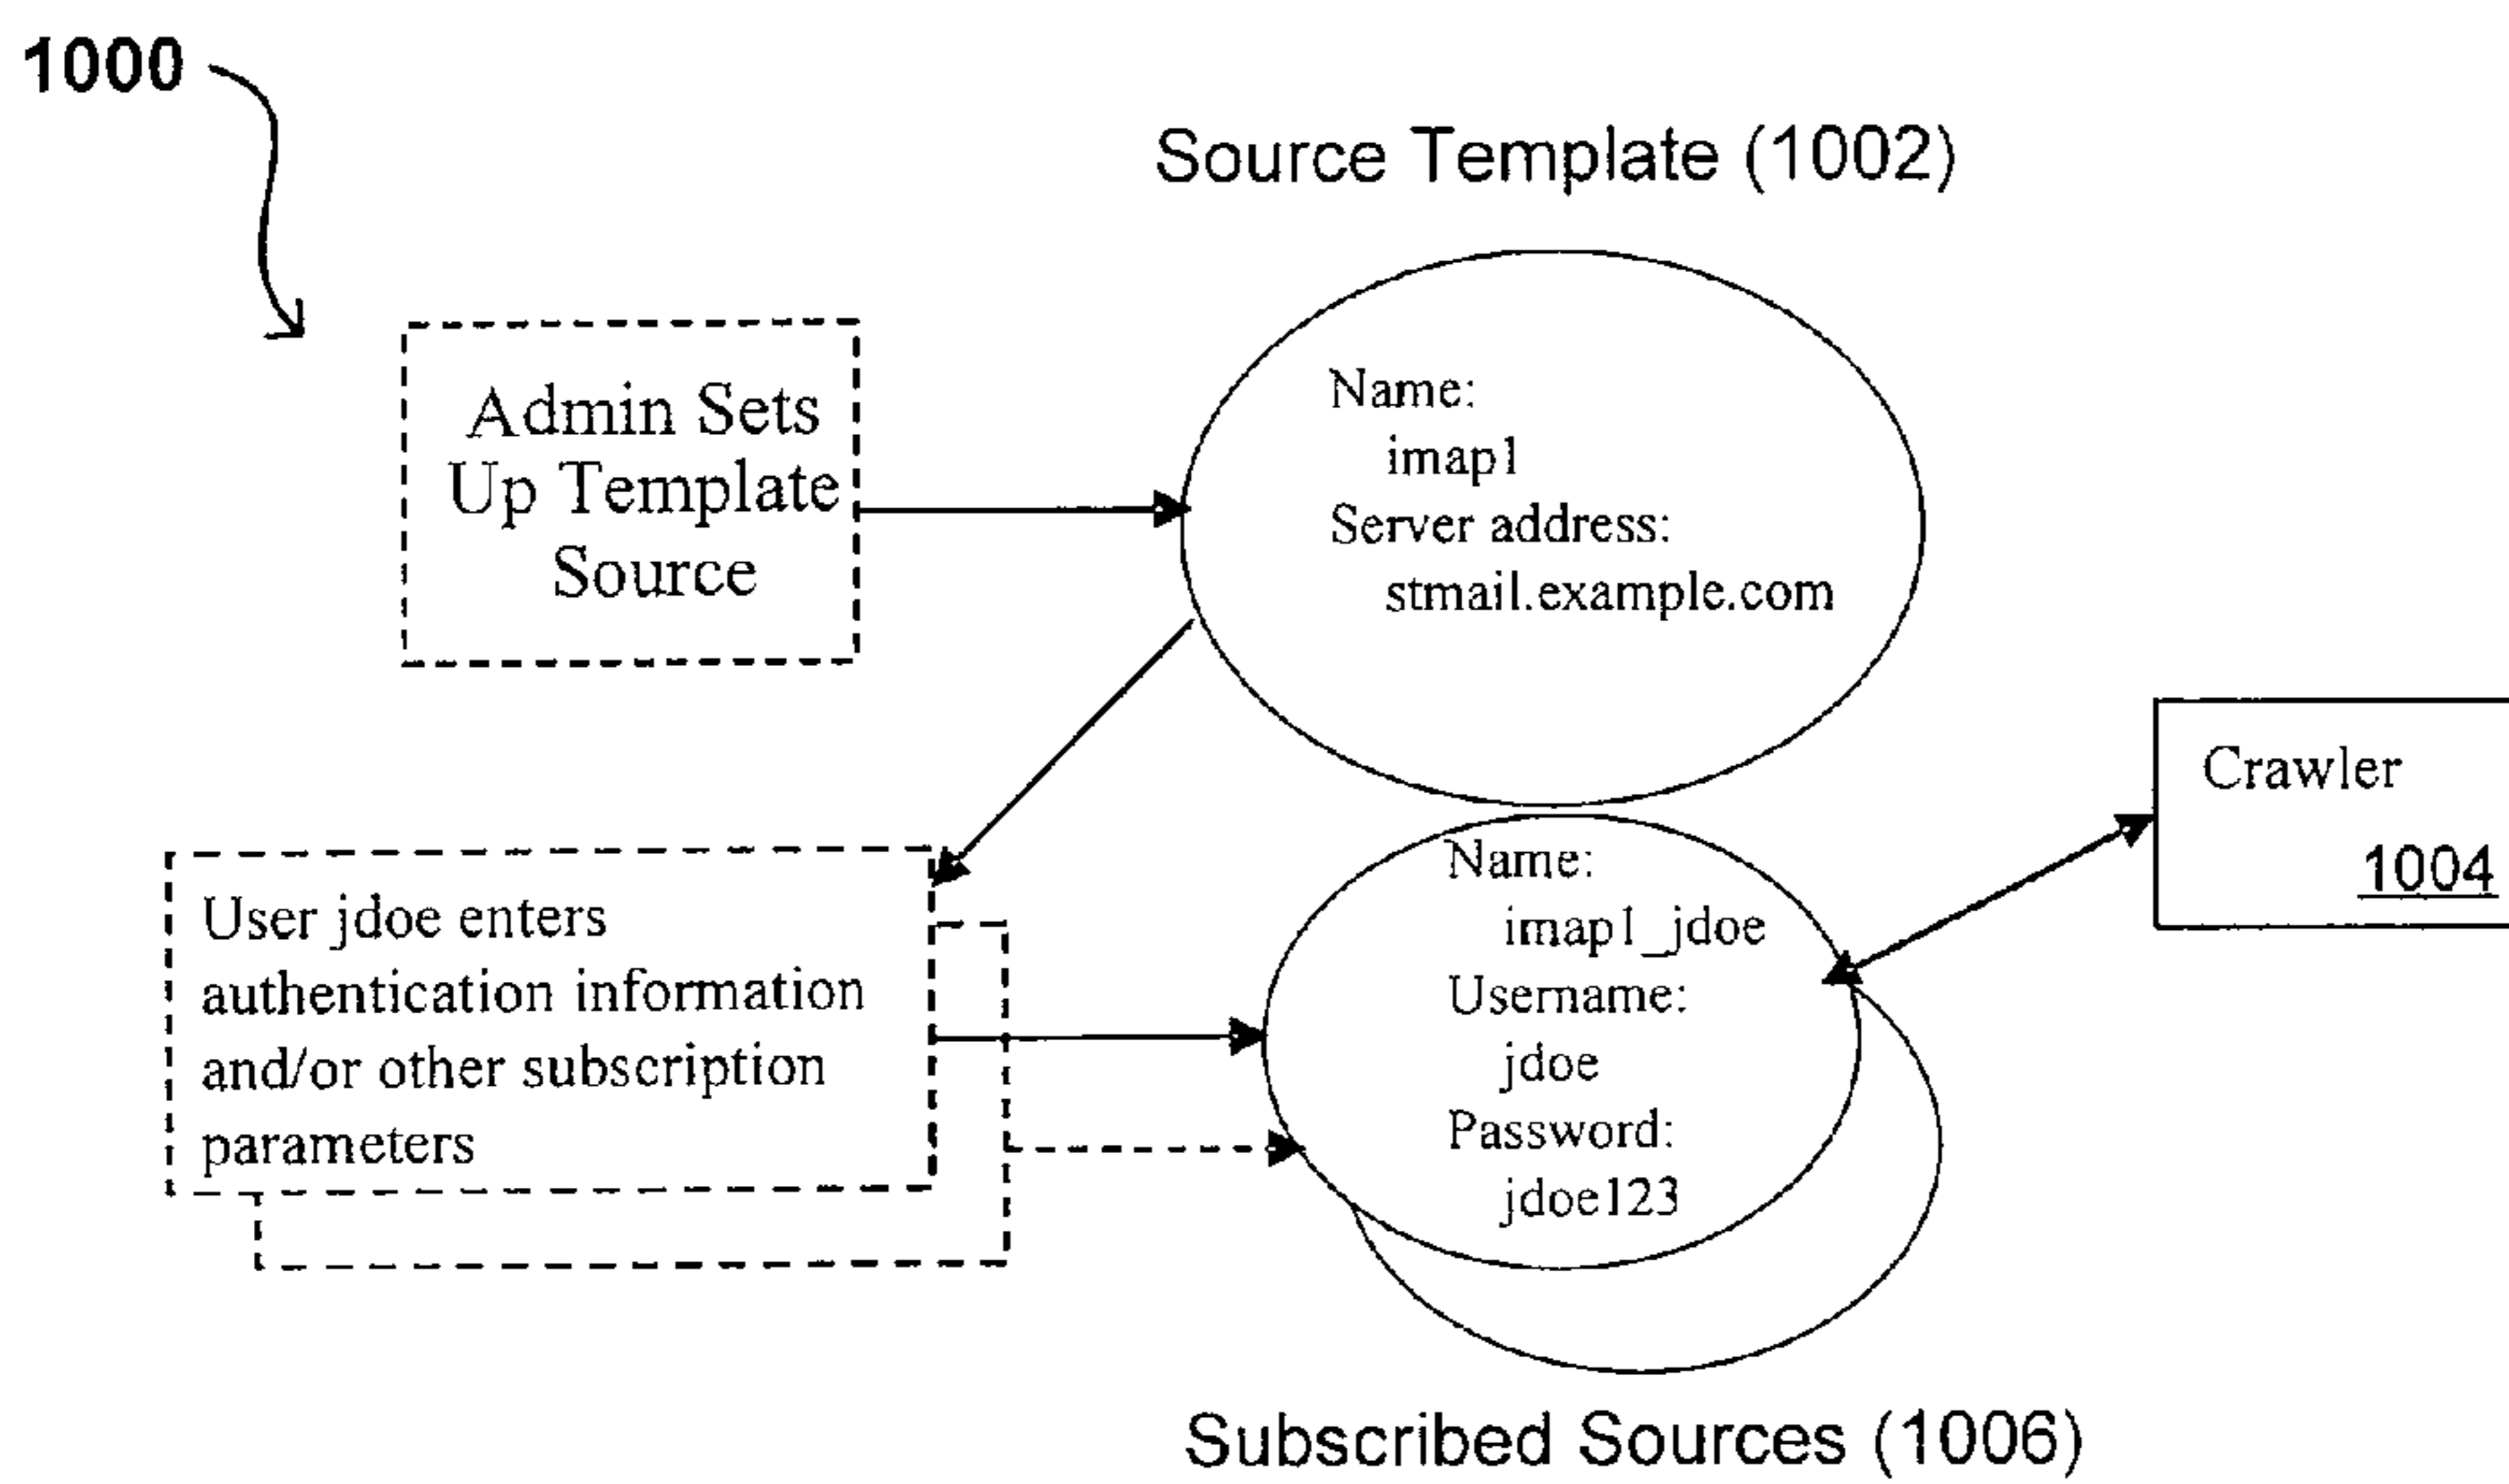 1000
Source Template (1002)
Admin Sets
Up Template
Source
Name:
imap1
Server address:
stmail.example.com
Crawler
1004
User jdoe enters
authentication information
and/or other subscription
parameters
Name:
imap1_jdoe
Username:
jdoe
Password:
jdoe123
Subscribed Sources (1006)